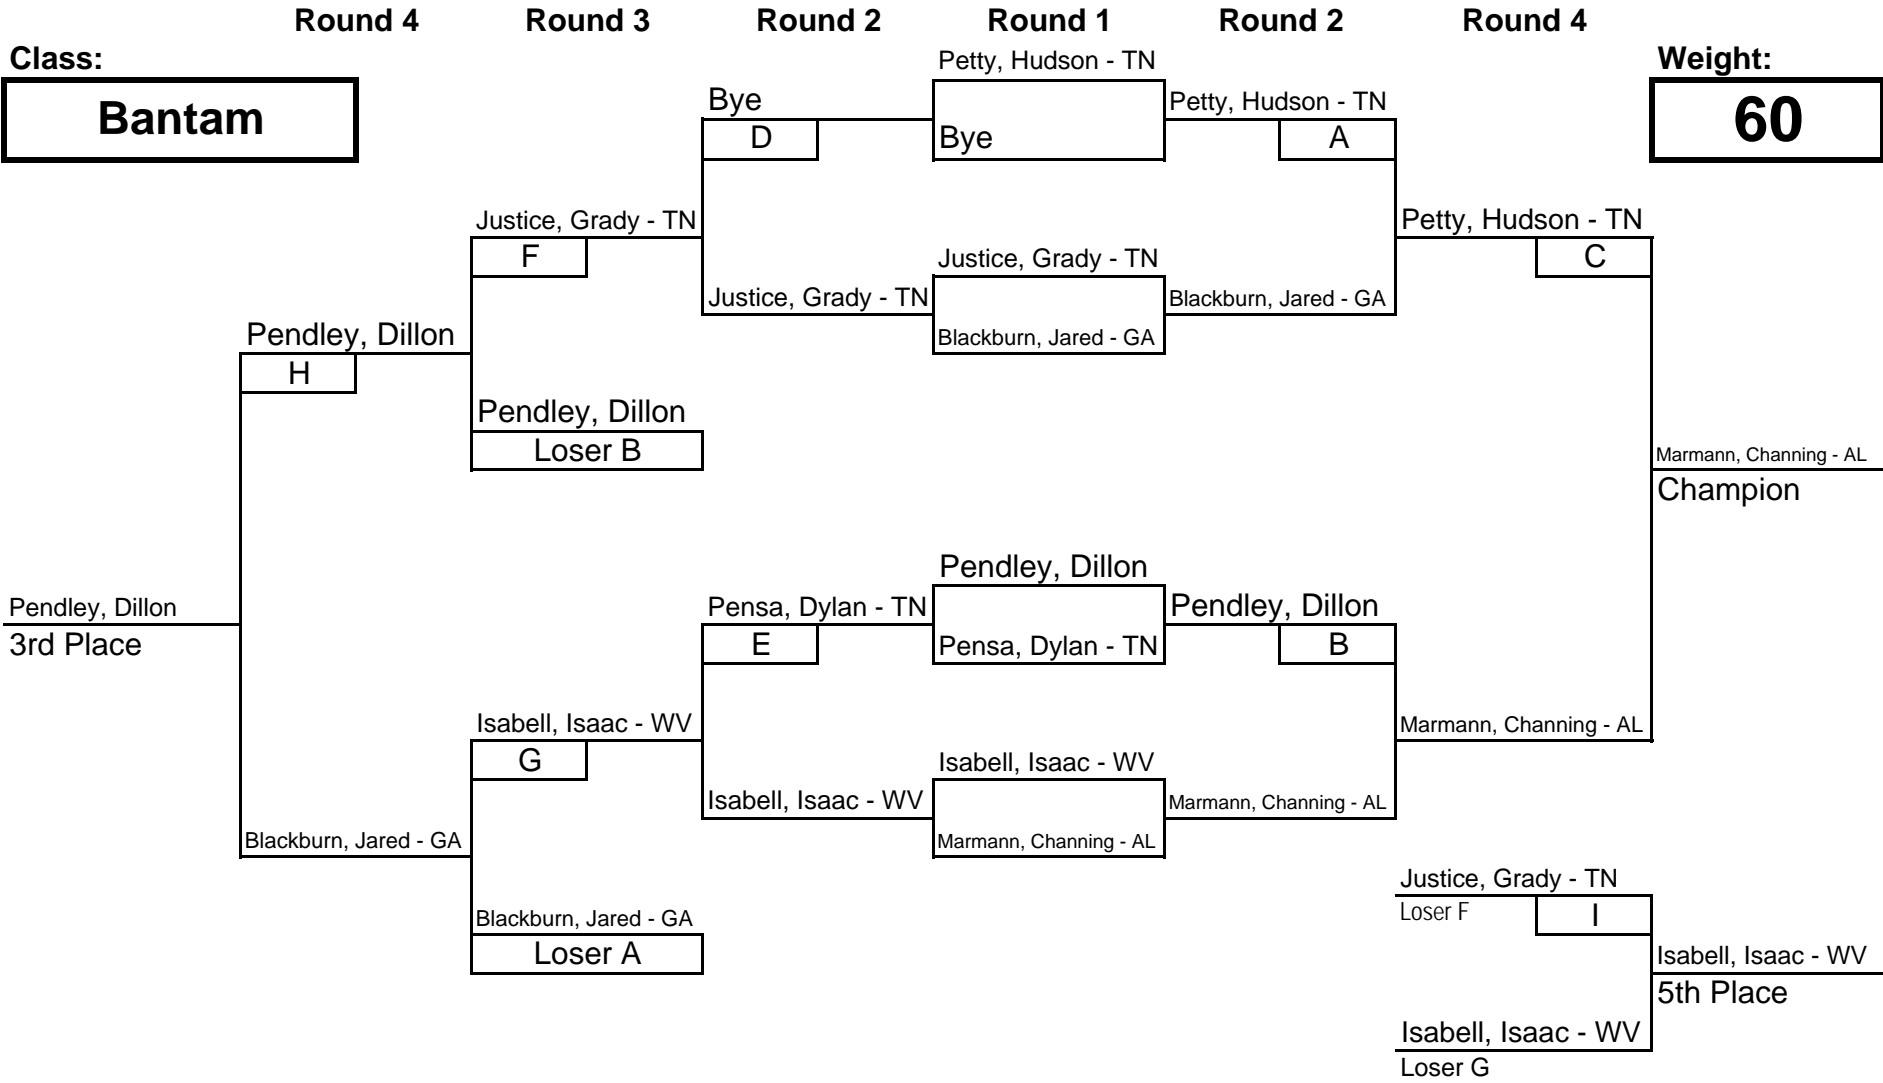 Round 4 Round 3 Round 2 Round 1 Round 2 Round 4
Class:
Bantam
Weight:
60
Petty, Hudson - TN
Bye
D
Bye
Petty, Hudson - TN
A
Justice, Grady - TN
F
Justice, Grady - TN
Petty, Hudson - TN
C
Justice, Grady - TN
Blackburn, Jared - GA
Blackburn, Jared - GA
Pendley, Dillon
H
Pendley, Dillon
Loser B
Marmann, Channing - AL
Champion
Pendley, Dillon
Pendley, Dillon
3rd Place
Pensa, Dylan - TN
E
Pensa, Dylan - TN
Pendley, Dillon
B
Isabell, Isaac - WV
G
Isabell, Isaac - WV
Marmann, Channing - AL
Isabell, Isaac - WV
Marmann, Channing - AL
Marmann, Channing - AL
Blackburn, Jared - GA
Blackburn, Jared - GA
Loser A
Justice, Grady - TN
Loser F
I
Isabell, Isaac - WV
5th Place
Isabell, Isaac - WV
Loser G